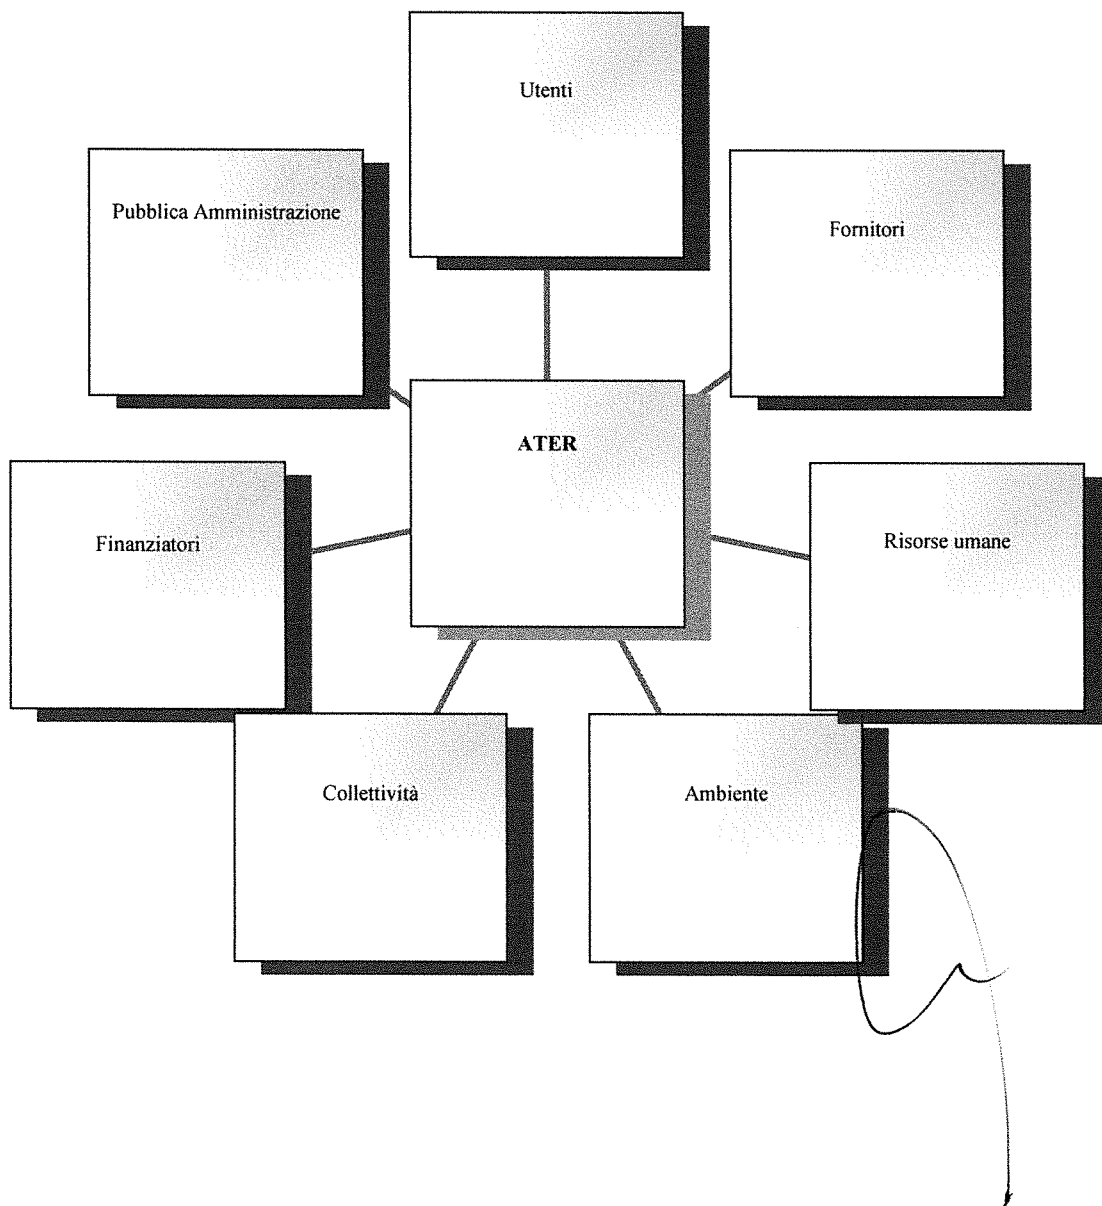 Utenti
Pubblica Amministrazione
Fornitori
ATER
Finanziatori
Risorse umane
Collettività
Ambiente